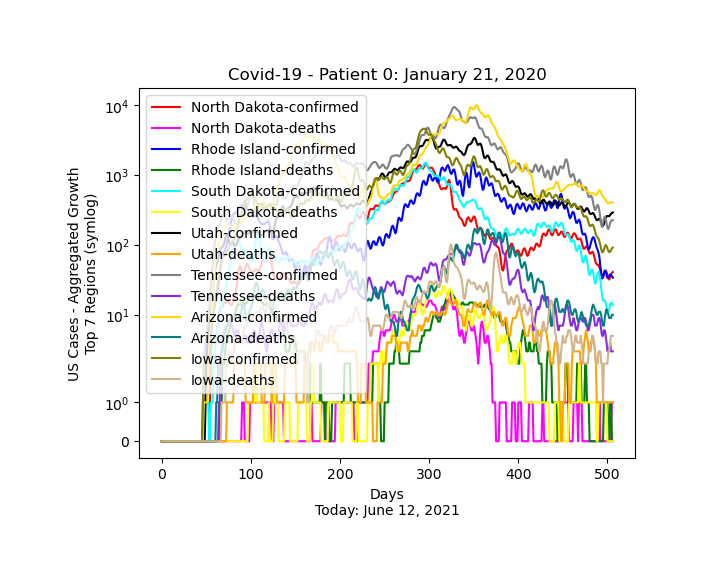 Covid-19 - Patient 0: January 21, 2020
US Cases - Aggregated Growth
Top 7 Regions (symlog)
10^4
10^3
10^2
10^1
10^0
0
North Dakota-confirmed
North Dakota-deaths
Rhode Island-confirmed
Rhode Island-deaths
South Dakota-confirmed
South Dakota-deaths
Utah-confirmed
Utah-deaths
Tennessee-confirmed
Tennessee-deaths
Arizona-confirmed
Arizona-deaths
Iowa-confirmed
Iowa-deaths
0 100 200 300 400 500
Days
Today: June 12, 2021